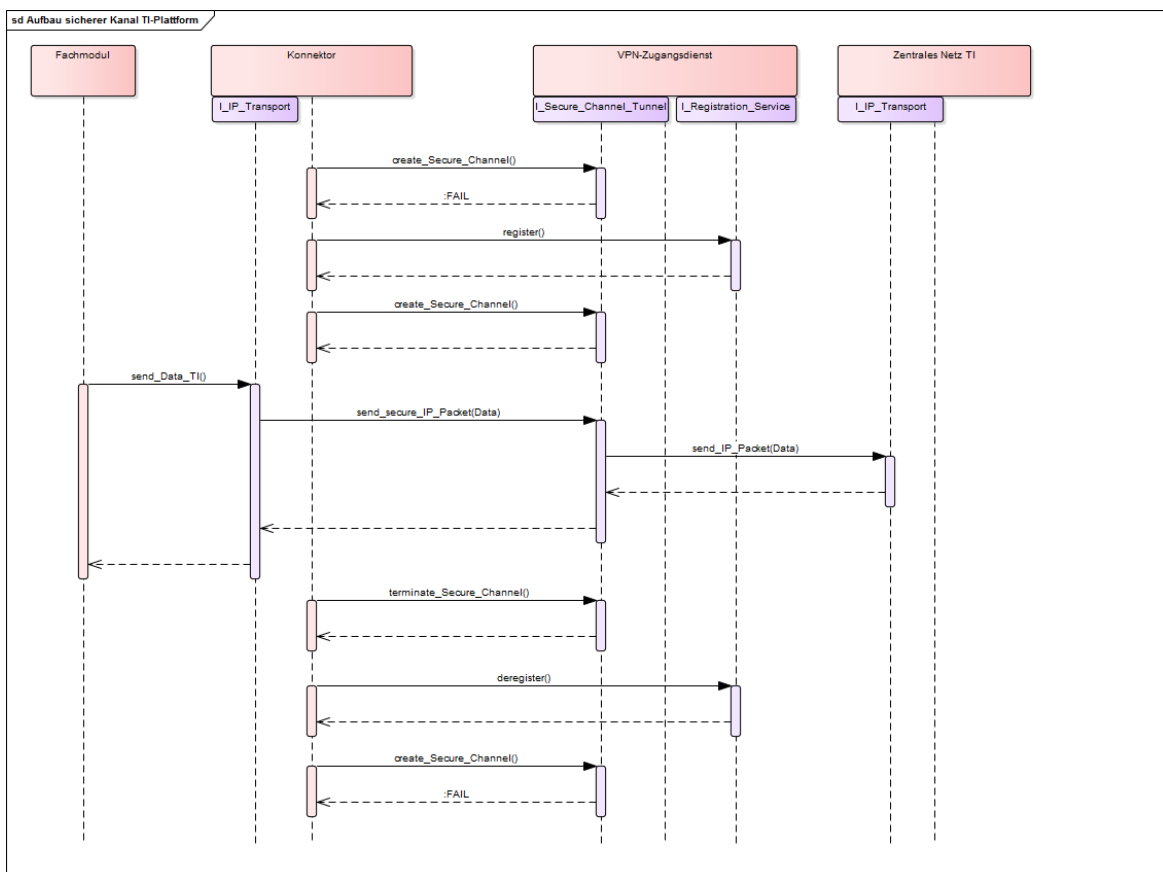 sd Aufbau sicherer Kanal TI-Plattform
Fachmodul
Konnektor
VPN-Zugangsdienst
Zentrales Netz TI
I_IP_Transport
I_Secure_Channel_Tunnel
I_Registration_Service
I_IP_Transport
create_Secure_Channel()
:FAIL
register()
create_Secure_Channel()
send_Data_TI()
send_secure_IP_Packet(Data)
send_IP_Packet(Data)
terminate_Secure_Channel()
deregister()
create_Secure_Channel()
:FAIL